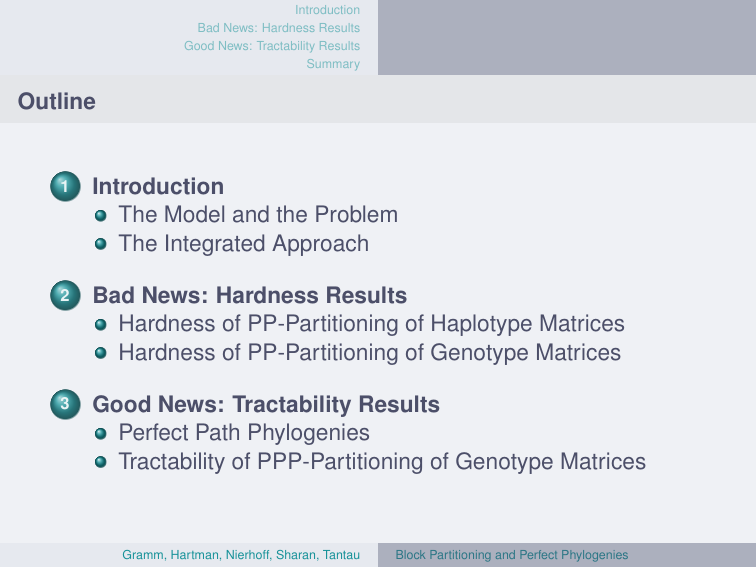 Introduction
Bad News: Hardness Results
Good News: Tractability Results
Summary
Outline
1 Introduction
The Model and the Problem
The Integrated Approach
2 Bad News: Hardness Results
Hardness of PP-Partitioning of Haplotype Matrices
Hardness of PP-Partitioning of Genotype Matrices
3 Good News: Tractability Results
Perfect Path Phylogenies
Tractability of PPP-Partitioning of Genotype Matrices
Gramm, Hartman, Nierhoff, Sharan, Tantau
Block Partitioning and Perfect Phylogenies